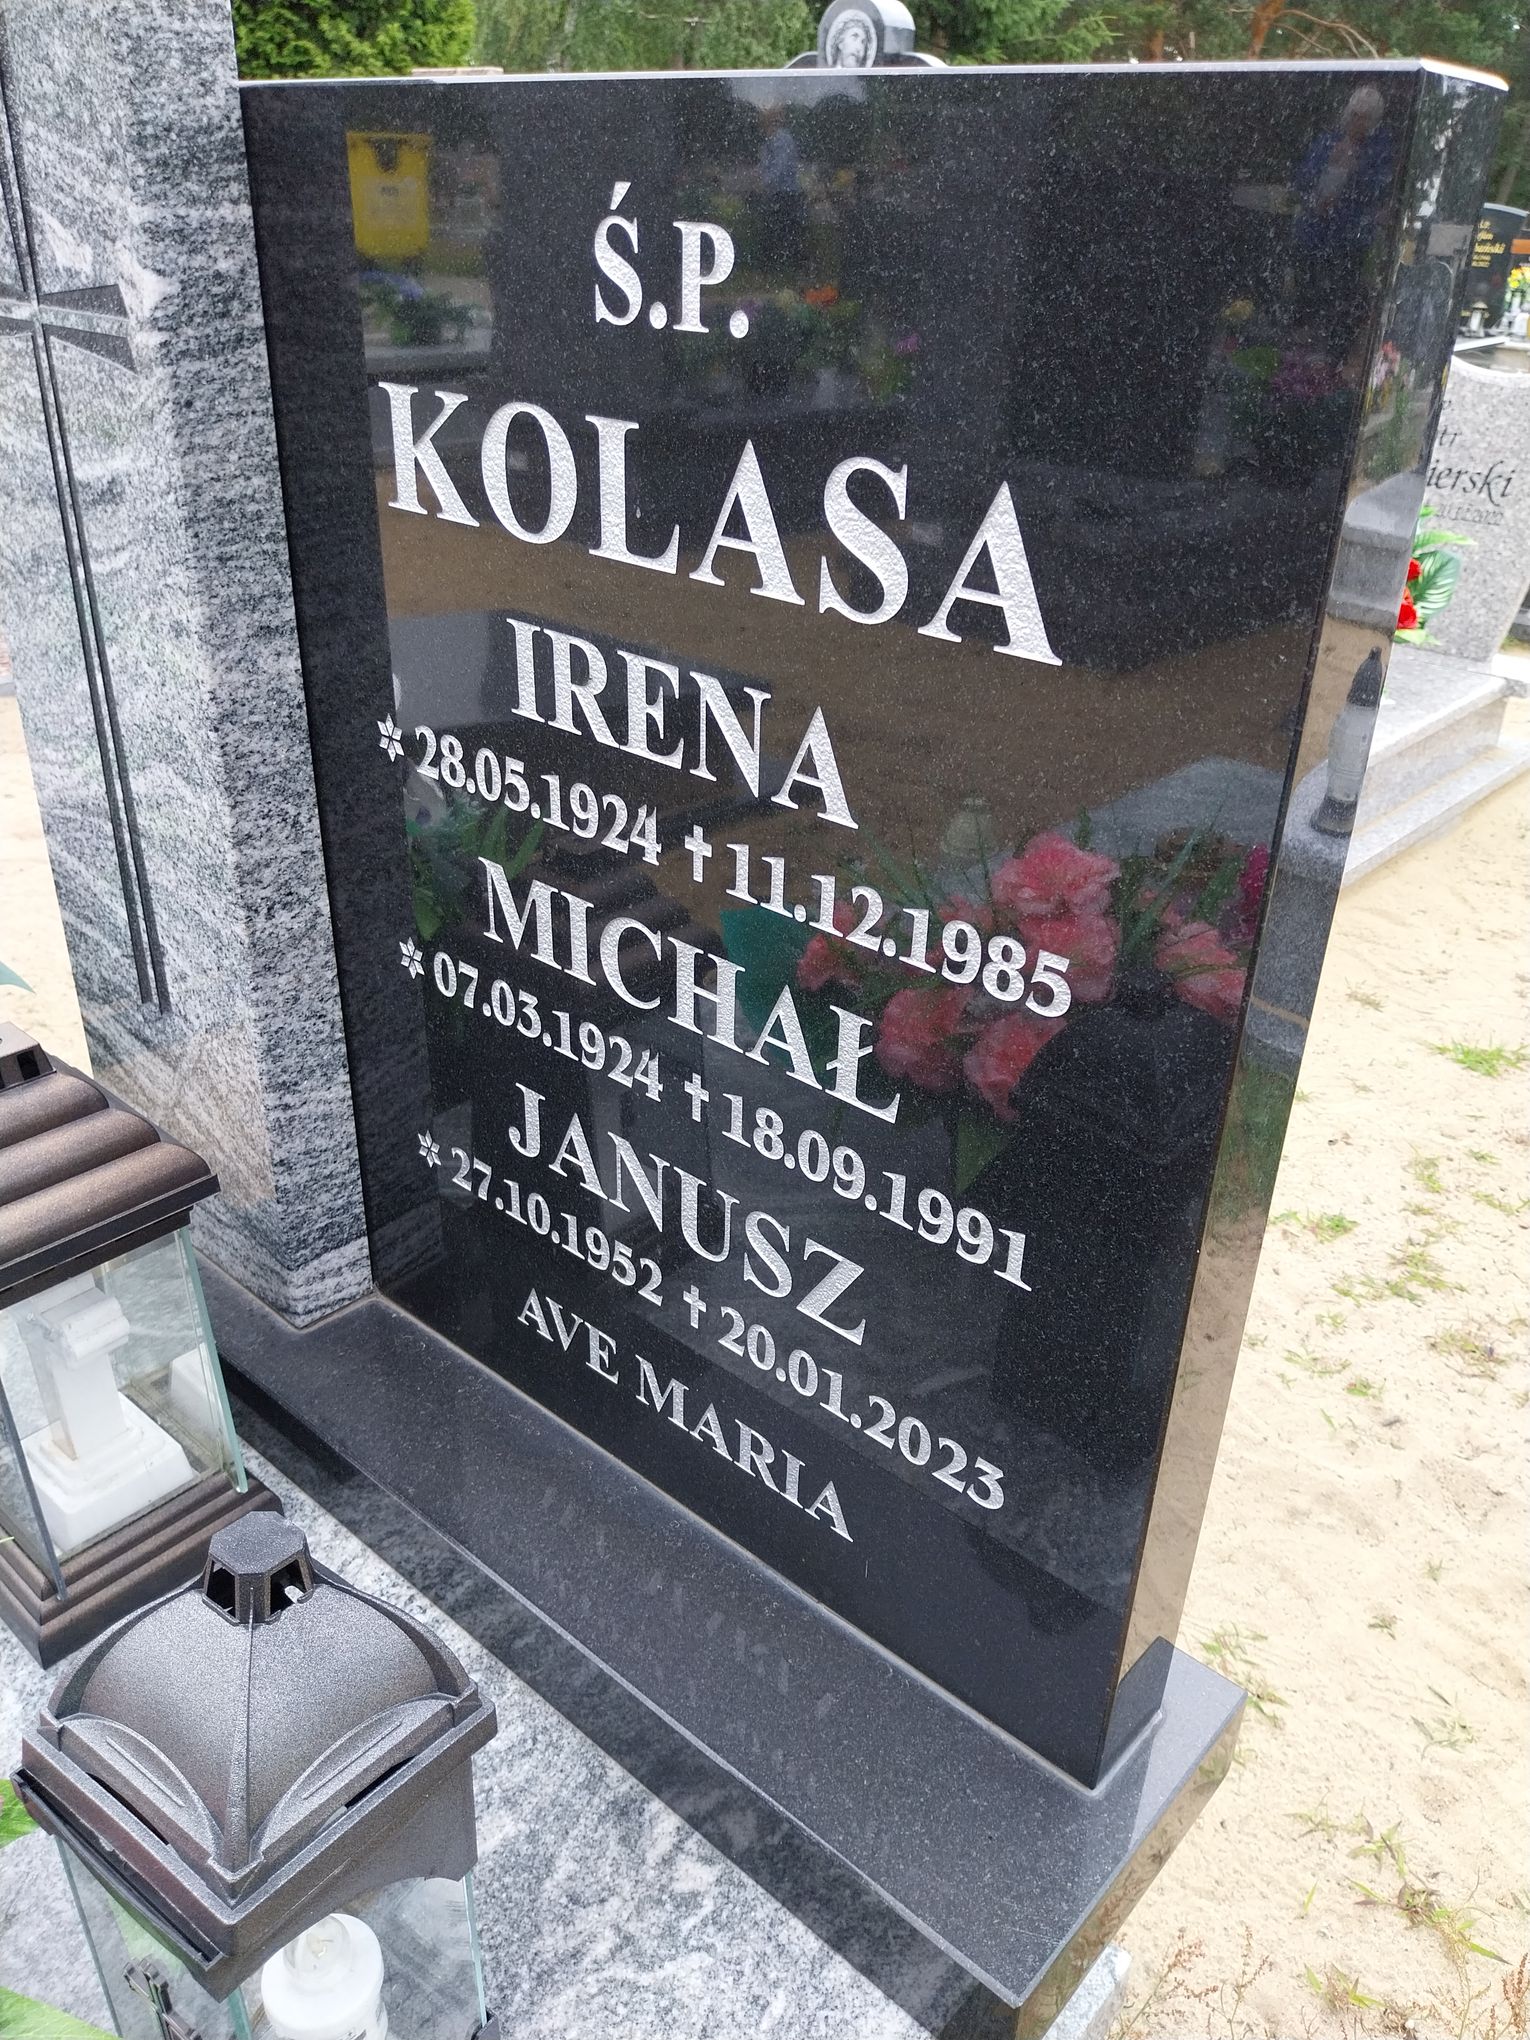 Ś.P.
KOLASA
IRENA
* 28.05.1924 † 11.12.1985
MICHAŁ
* 07.03.1924 † 18.09.1991
JANUSZ
* 27.10.1952 † 20.01.2023
AVE MARIA